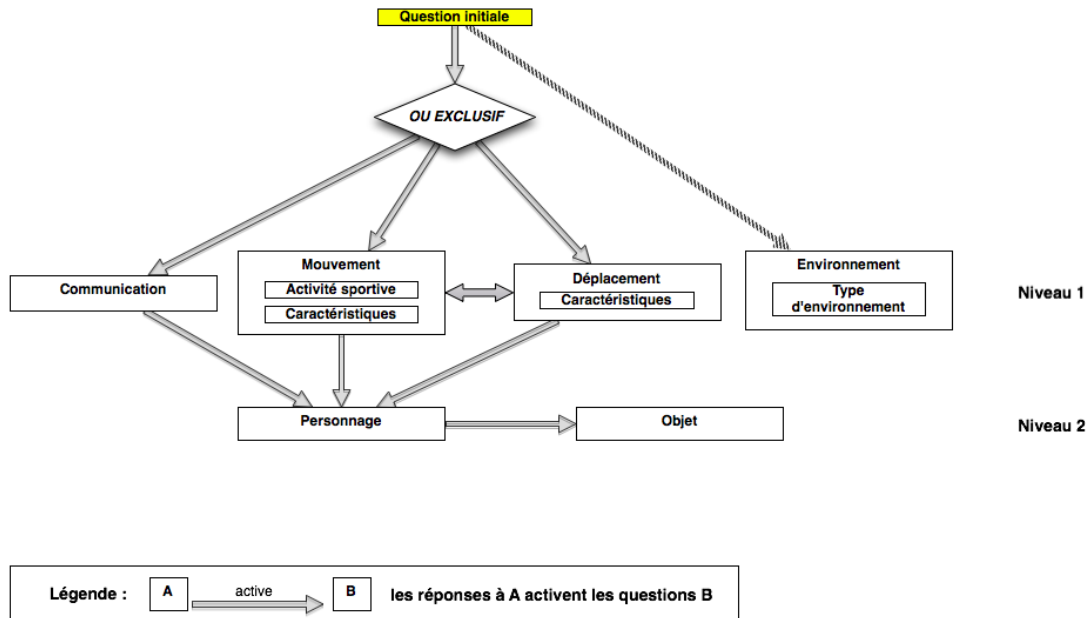 Question initiale
OU EXCLUSIF
Communication
Mouvement
Activité sportive
Caractéristiques
Déplacement
Caractéristiques
Environnement
Type
d'environnement
Niveau 1
Personnage
Objet
Niveau 2
Légende :
A
active
B
les réponses à A activent les questions B